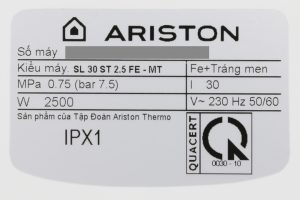 ARISTON
Số máy
Kiểu máy. SL 30 ST 2.5 FE - MT Fe+Tráng men
MPa 0.75 (bar 7.5) l 30
W 2500 V~ 230 Hz 50/60
Sản phẩm của Tập Đoàn Ariston Thermo
IPX1
QUACERT
0030-10